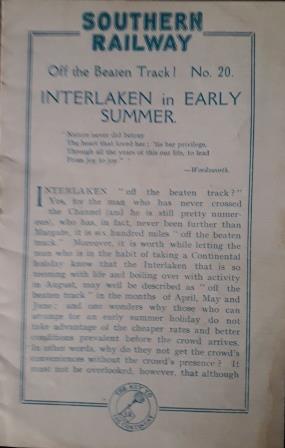 SOUTHERN
RAILWAY
Off the Beaten Track! No. 20.
INTERLAKEN in EARLY
SUMMER.
"Nature never did betray
The heart that loved her; 'tis her privilege,
Through all the years of this our life, to lead
From joy to joy."
—Wordsworth.
INTERLAKEN "off the beaten track?"
Yes, for the man who has never crossed
the Channel (and he is still pretty numer-
ous), who has, in fact, never been further than
Margate, it is six hundred miles "off the beaten
track." Moreover, it is worth while letting the
man who is in the habit of taking a Continental
holiday know that the Interlaken that is so
teeming with life and boiling over with activity
in August, may well be described as "off the
beaten track" in the months of April, May and
June; and one wonders why those who can
arrange for an early summer holiday do not
take advantage of the cheaper rates and better
conditions prevalent before the crowd arrives.
In other words, why do they not get the crowd's
conveniences without the crowd's presence? It
must not be overlooked, however, that although
THE KEY TO
THE CONTINENT